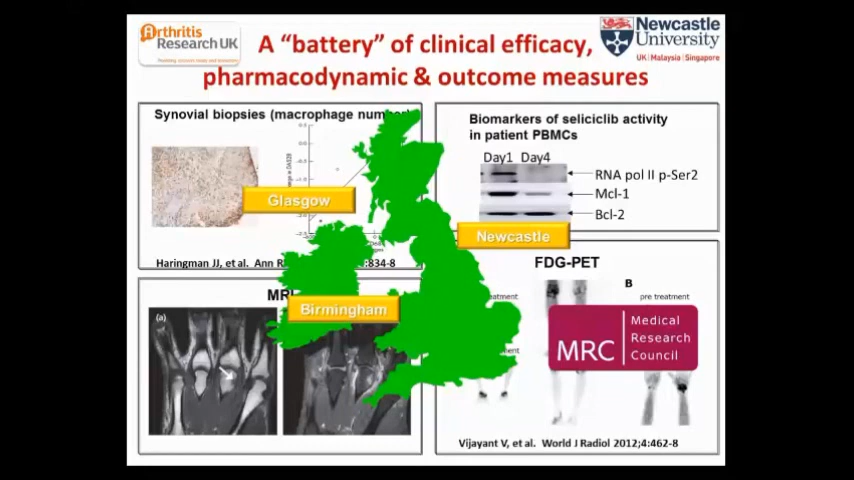 Arthritis
Research UK
Newcastle
University
UK | Malaysia | Singapore
A “battery” of clinical efficacy,
pharmacodynamic & outcome measures
Synovial biopsies (macrophage number)
Glasgow
Haringman JJ, et al. Ann R :834-8
Biomarkers of seliciclib activity
in patient PBMCs
Day1 Day4
RNA pol II p-Ser2
Mcl-1
Bcl-2
Newcastle
MRI
Birmingham
(a)
FDG-PET
B
pre treatment
MRC
Medical
Research
Council
Vijayant V, et al. World J Radiol 2012;4:462-8